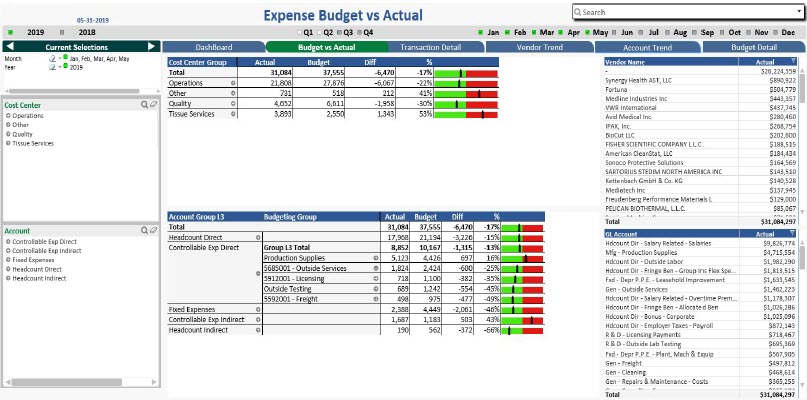 Expense Budget vs Actual
Search
05-31-2019
2019 2018
Q1 Q2 Q3 Q4
Jan Feb Mar Apr May Jun Jul Aug Sep Oct Nov Dec
Current Selections
DashBoard Budget vs Actual Transaction Detail Vendor Trend Account Trend Budget Detail
Month Jan, Feb, Mar, Apr, May
Year 2019
Cost Center
Operations
Other
Quality
Tissue Services
Account
Controllable Exp Direct
Controllable Exp Indirect
Fixed Expenses
Headcount Direct
Headcount Indirect
Cost Center Group Actual Budget Diff %
Total 31,084 37,555 -6,470 -17%
Operations 21,808 27,876 -6,067 -22%
Other 731 518 212 41%
Quality 4,652 6,611 -1,958 -30%
Tissue Services 3,893 2,550 1,343 53%
Account Group L3 Budgeting Group Actual Budget Diff %
Total 31,084 37,555 -6,470 -17%
Headcount Direct 17,968 21,194 -3,226 -15%
Controllable Exp Direct Group L3 Total 8,852 10,167 -1,315 -13%
Production Supplies 5,123 4,426 697 16%
5685001 - Outside Services 1,824 2,424 -600 -25%
5912001 - Licensing 718 1,100 -382 -35%
Outside Testing 689 1,242 -554 -45%
5592001 - Freight 498 975 -477 -49%
Fixed Expenses 2,388 4,449 -2,061 -46%
Controllable Exp Indirect 1,687 1,183 503 43%
Headcount Indirect 190 562 -372 -66%
Vendor Name Actual
- $26,224,359
Synergy Health AST, LLC $890,922
Fortuna $504,779
Medline Industries Inc $443,357
VWR International $437,745
Avid Medical Inc. $280,460
IPAK, Inc. $268,754
BioCut LLC $202,600
FISHER SCIENTIFIC COMPANY L.L.C. $188,515
American CleanStat, LLC $184,434
Sonoco Protective Solutions $164,569
SARTORIUS STEDIM NORTH AMERICA INC $143,510
Kettenbach GmbH & Co. KG $140,528
Mediatech Inc $137,945
Freudenberg Performance Materials L $129,000
PELICAN BIOTHERMAL, L.L.C. $85,067
Total $31,084,297
GL Account Actual
Hdcount Dir - Salary Related - Salaries $9,826,774
Mfg - Production Supplies $4,715,554
Hdcount Dir - Outside Labor $1,982,290
Hdcount Dir - Fringe Ben - Group Ins Flex Spe... $1,813,515
Fxd - Depr P.P.E. - Leasehold Improvement $1,633,545
Gen - Outside Services $1,462,223
Hdcount Dir - Salary Related - Overtime Prem... $1,178,307
Hdcount Dir - Fringe Ben - Allocated Ben $1,026,286
Hdcount Dir - Bonus - Corporate $1,025,096
Hdcount Dir - Employer Taxes - Payroll $872,143
R & D - Licensing Payments $718,467
R & D - Outside Lab Testing $695,369
Fxd - Depr P.P.E. - Plant, Mach & Equip $567,905
Gen - Freight $497,812
Gen - Cleaning $468,614
Gen - Repairs & Maintenance - Costs $365,255
Total $31,084,297